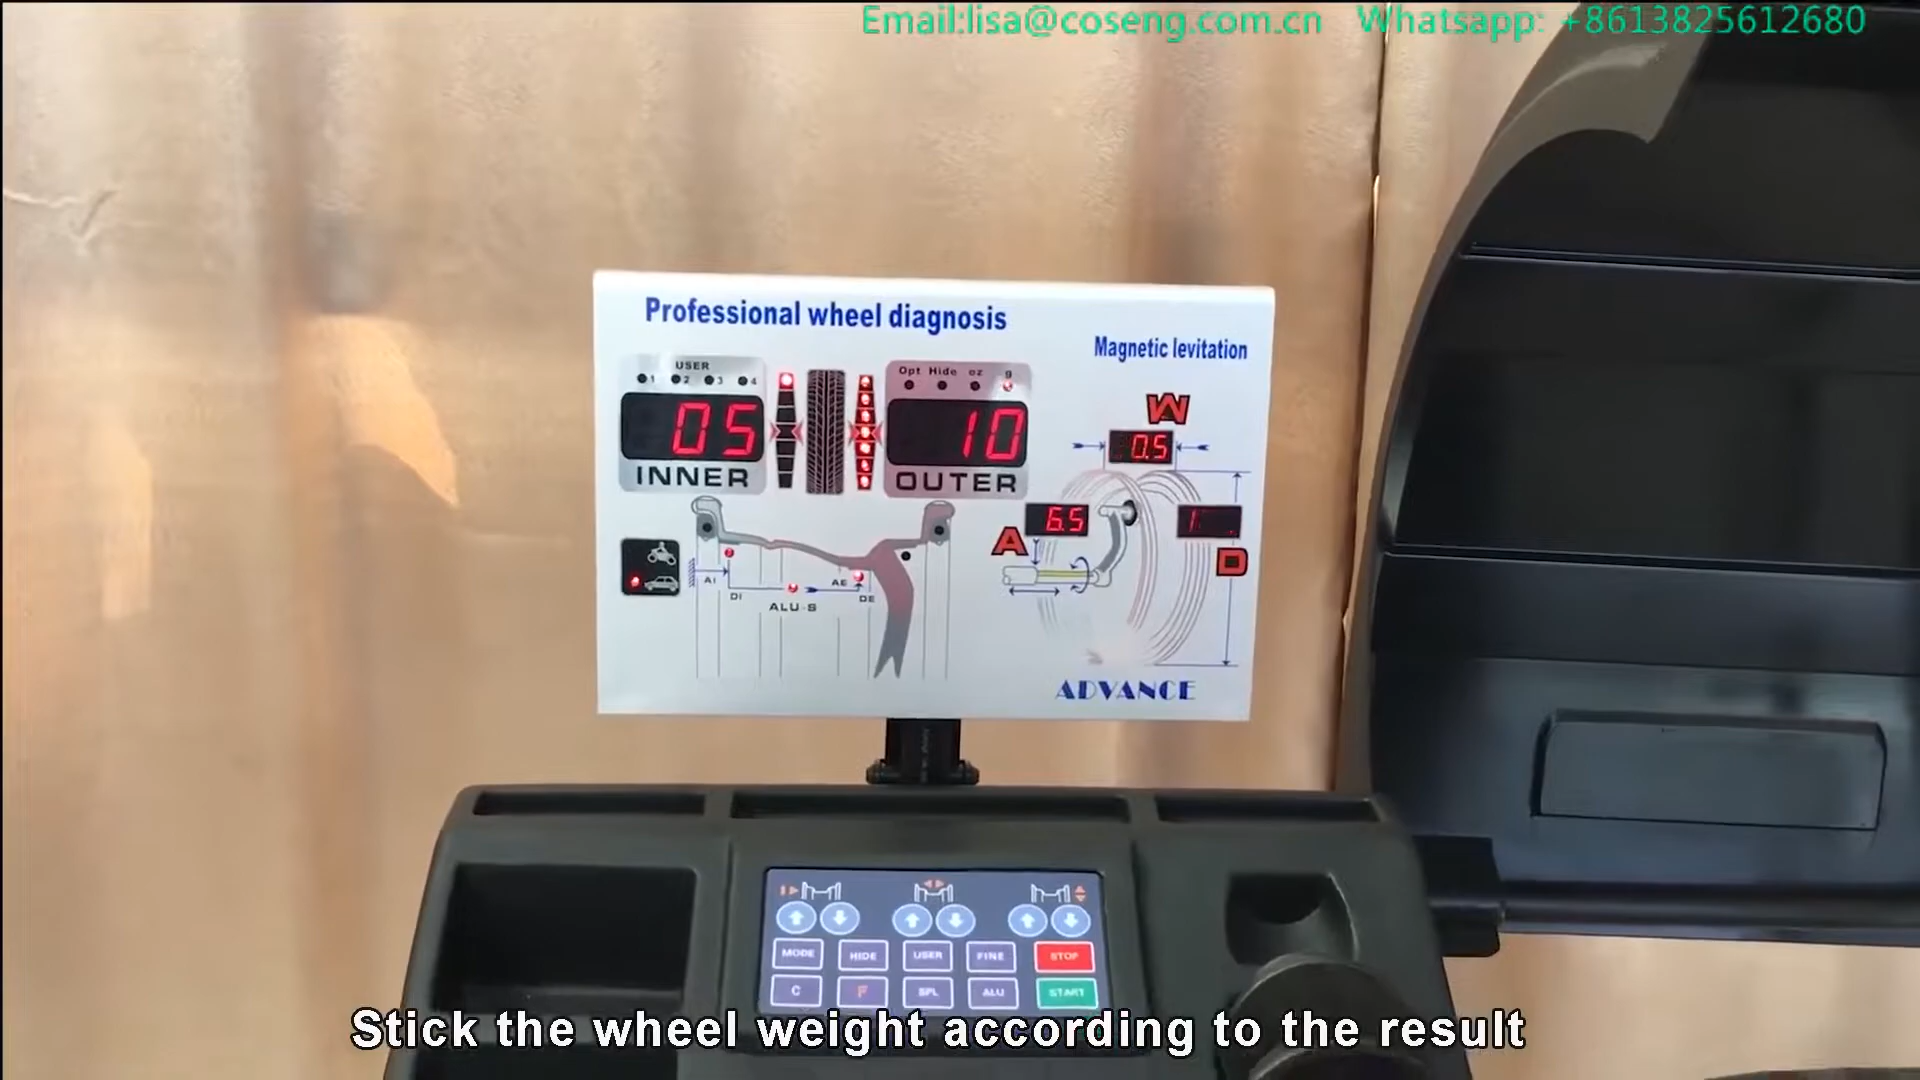 Email:lisa@coseng.com.cn Whatsapp: +8613825612680
Professional wheel diagnosis
Magnetic levitation
USER
1 2 3 4
Opt Hide oz g
05
10
INNER
OUTER
W
0.5
A
6.5
1
D
AI
DI
AE
DE
ALU-S
ADVANCE
MODE HIDE USER FINE STOP
C F SPL ALU START
Stick the wheel weight according to the result